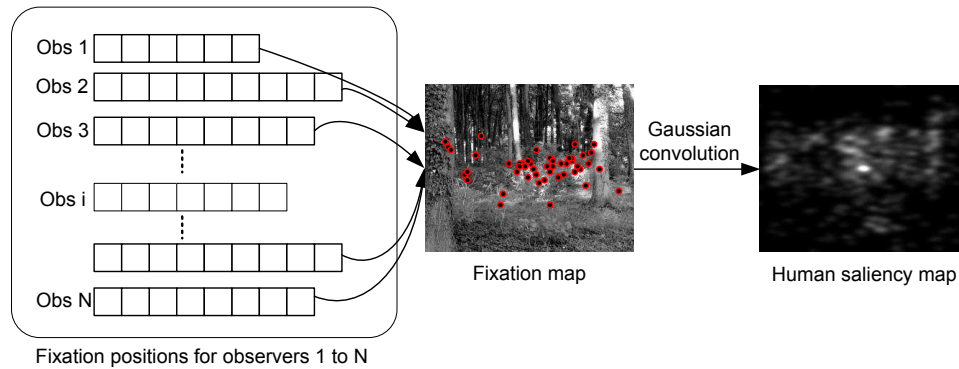 Obs 1
Obs 2
Obs 3
Obs i
Obs N
Fixation positions for observers 1 to N
Fixation map
Gaussian
convolution
Human saliency map